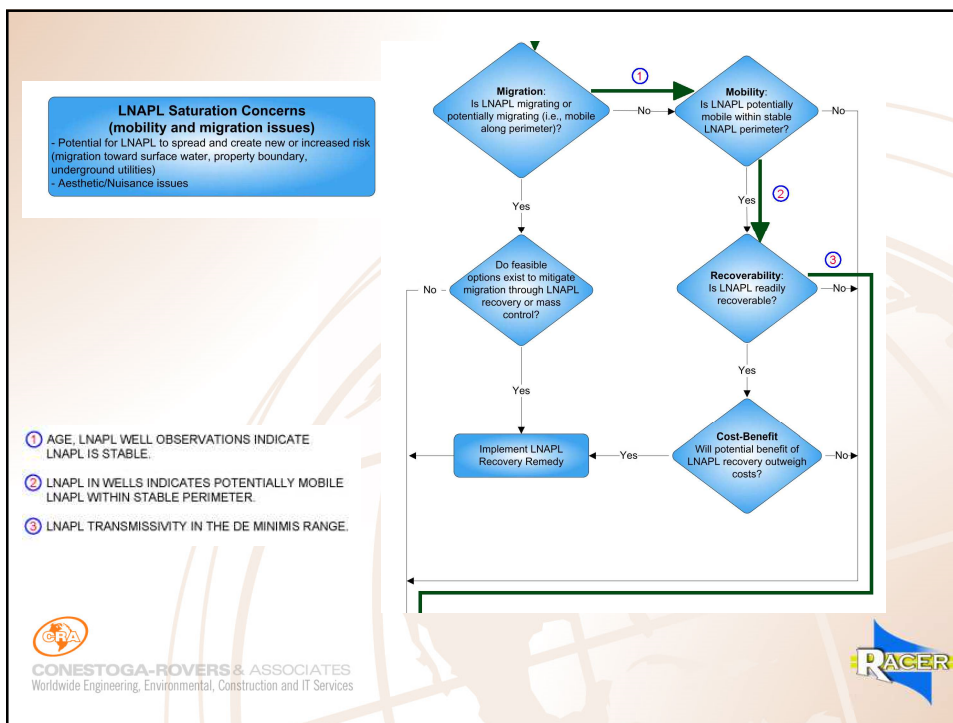 LNAPL Saturation Concerns
(mobility and migration issues)
- Potential for LNAPL to spread and create new or increased risk
(migration toward surface water, property boundary,
underground utilities)
- Aesthetic/Nuisance issues
Migration:
Is LNAPL migrating or
potentially migrating (i.e., mobile
along perimeter)?
1
No
Mobility:
Is LNAPL potentially
mobile within stable
LNAPL perimeter?
No
Yes
Yes
2
Do feasible
options exist to mitigate
migration through LNAPL
recovery or mass
control?
No
Recoverability:
Is LNAPL readily
recoverable?
3
No
Yes
Yes
Implement LNAPL
Recovery Remedy
Yes
Cost-Benefit
Will potential benefit of
LNAPL recovery outweigh
costs?
No
1 AGE, LNAPL WELL OBSERVATIONS INDICATE
LNAPL IS STABLE.
2 LNAPL IN WELLS INDICATES POTENTIALLY MOBILE
LNAPL WITHIN STABLE PERIMETER.
3 LNAPL TRANSMISSIVITY IN THE DE MINIMIS RANGE.
CRA
CONESTOGA-ROVERS & ASSOCIATES
Worldwide Engineering, Environmental, Construction and IT Services
RACER